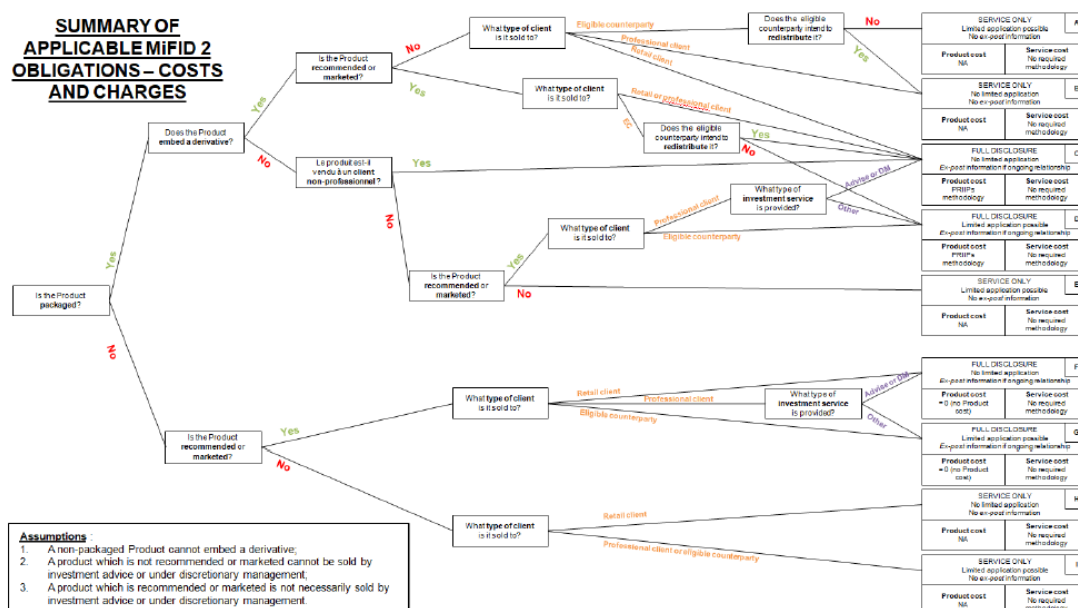 SUMMARY OF
APPLICABLE MiFID 2
OBLIGATIONS – COSTS
AND CHARGES
Is the Product
packaged?
Yes
No
Does the Product
embed a derivative?
Yes
No
Is the Product
recommended or
marketed?
No
Yes
What type of client
is it sold to?
Eligible counterparty
Professional client
Retail client
Does the eligible
counterparty intend to
redistribute it?
No
Yes
What type of client
is it sold to?
Retail or professional client
EC
Does the eligible
counterparty intend to
redistribute it?
Yes
No
Le produit est-il
vendu à un client
non-professionnel ?
Yes
No
Is the Product
recommended or
marketed?
Yes
No
What type of client
is it sold to?
Professional client
Eligible counterparty
What type of
investment service
is provided?
Advise or DM
Other
Is the Product
recommended or
marketed?
Yes
No
What type of client
is it sold to?
Retail client
Professional client
Eligible counterparty
What type of
investment service
is provided?
Advise or DM
Other
What type of client
is it sold to?
Retail client
Professional client or eligible counterparty
SERVICE ONLY
Limited application possible
No ex-post information
Product cost
NA
Service cost
No required
methodology
SERVICE ONLY
No limited application
No ex-post information
Product cost
NA
Service cost
No required
methodology
FULL DISCLOSURE
No limited application
Ex-post information if ongoing relationship
Product cost
PRIIPs
methodology
Service cost
No required
methodology
FULL DISCLOSURE
Limited application possible
Ex-post information if ongoing relationship
Product cost
PRIIPs
methodology
Service cost
No required
methodology
SERVICE ONLY
Limited application possible
No ex-post information
Product cost
NA
Service cost
No required
methodology
FULL DISCLOSURE
No limited application
Ex-post information if ongoing relationship
Product cost
= 0 (no Product
cost)
Service cost
No required
methodology
FULL DISCLOSURE
Limited application possible
Ex-post information if ongoing relationship
Product cost
= 0 (no Product
cost)
Service cost
No required
methodology
SERVICE ONLY
No limited application
No ex-post information
Product cost
NA
Service cost
No required
methodology
SERVICE ONLY
Limited application possible
No ex-post information
Product cost
NA
Service cost
No required
methodology
Assumptions :
1. A non-packaged Product cannot embed a derivative;
2. A product which is not recommended or marketed cannot be sold by
investment advice or under discretionary management;
3. A product which is recommended or marketed is not necessarily sold by
investment advice or under discretionary management.